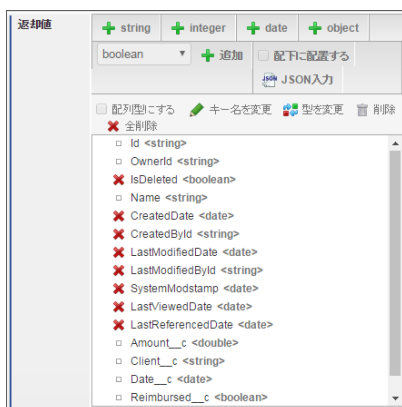 返却値
string integer date object
boolean 追加 配下に配置する
JSON入力
配列型にする キー名を変更 型を変更 削除
全削除
Id <string>
OwnerId <string>
IsDeleted <boolean>
Name <string>
CreatedDate <date>
CreatedById <string>
LastModifiedDate <date>
LastModifiedById <string>
SystemModstamp <date>
LastViewedDate <date>
LastReferencedDate <date>
Amount__c <double>
Client__c <string>
Date__c <date>
Reimbursed__c <boolean>